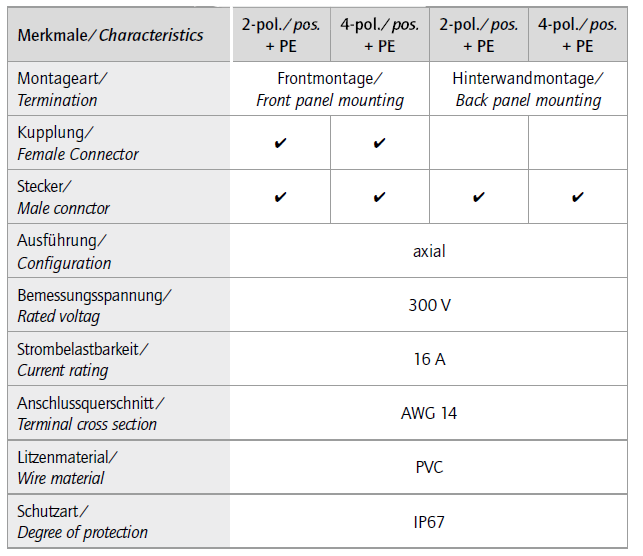 Merkmale/ Characteristics
2-pol./ pos.
+ PE
4-pol./ pos.
+ PE
2-pol./ pos.
+ PE
4-pol./ pos.
+ PE
Montageart/
Termination
Frontmontage/
Front panel mounting
Hinterwandmontage/
Back panel mounting
Kupplung/
Female Connector
✔ ✔
Stecker/
Male connctor
✔ ✔ ✔ ✔
Ausführung/
Configuration
axial
Bemessungsspannung/
Rated voltag
300 V
Strombelastbarkeit/
Current rating
16 A
Anschlussquerschnitt/
Terminal cross section
AWG 14
Litzenmaterial/
Wire material
PVC
Schutzart/
Degree of protection
IP67